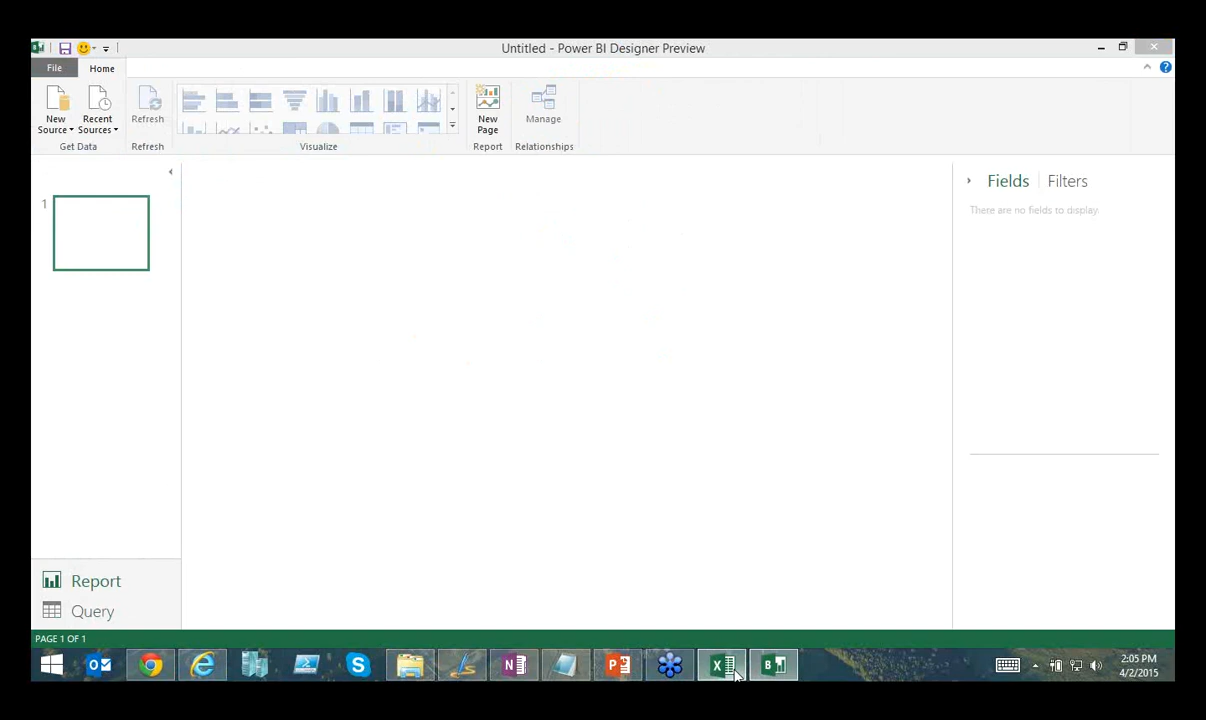 Untitled - Power BI Designer Preview
File
Home
New Source
Recent Sources
Refresh
New Page
Manage
Get Data
Refresh
Visualize
Report
Relationships
1
Fields
Filters
There are no fields to display.
Report
Query
PAGE 1 OF 1
2:05 PM
4/2/2015